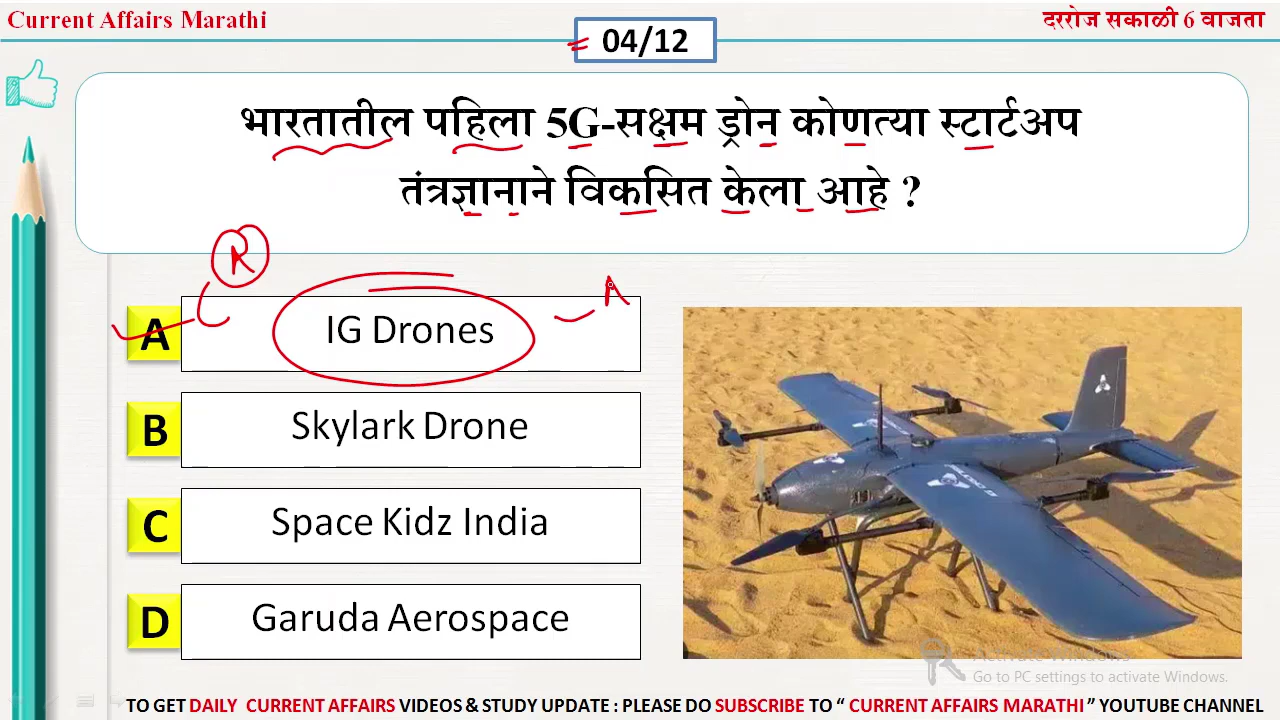 Current Affairs Marathi
दररोज सकाळी 6 वाजता
04/12
भारतातील पहिला 5G-सक्षम ड्रोन कोणत्या स्टार्टअप
तंत्रज्ञानाने विकसित केला आहे ?
R
A
A IG Drones
B Skylark Drone
C Space Kidz India
D Garuda Aerospace
Activate Windows
Go to PC settings to activate Windows.
TO GET DAILY CURRENT AFFAIRS VIDEOS & STUDY UPDATE : PLEASE DO SUBSCRIBE TO “ CURRENT AFFAIRS MARATHI ” YOUTUBE CHANNEL